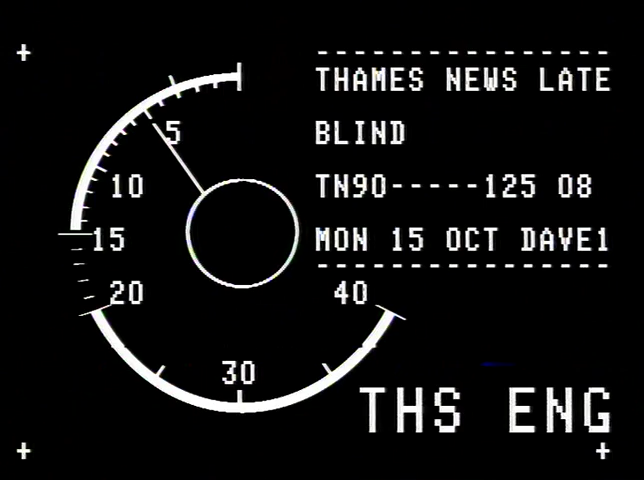 THAMES NEWS LATE
BLIND
TN90-----125 08
MON 15 OCT DAVE1
5
10
15
20
30
40
THS ENG